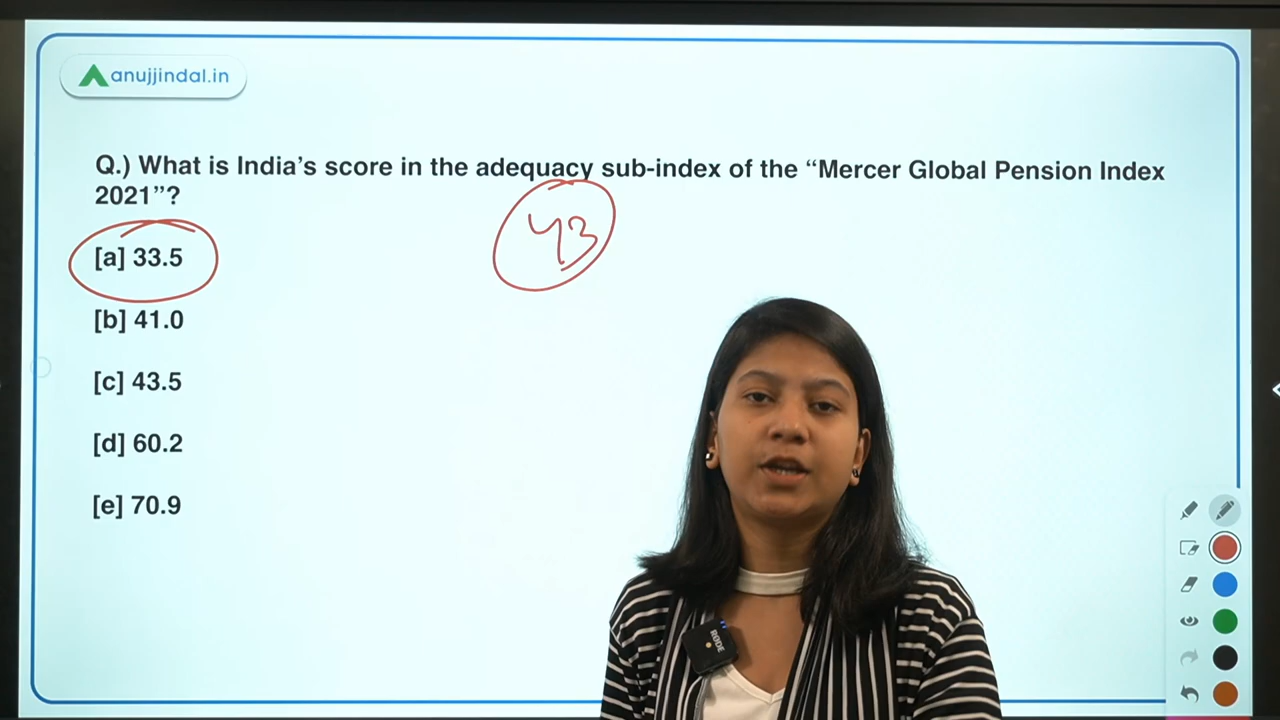 anujjindal.in
Q.) What is India’s score in the adequacy sub-index of the “Mercer Global Pension Index
2021”?
43
[a] 33.5
[b] 41.0
[c] 43.5
[d] 60.2
[e] 70.9
RODE